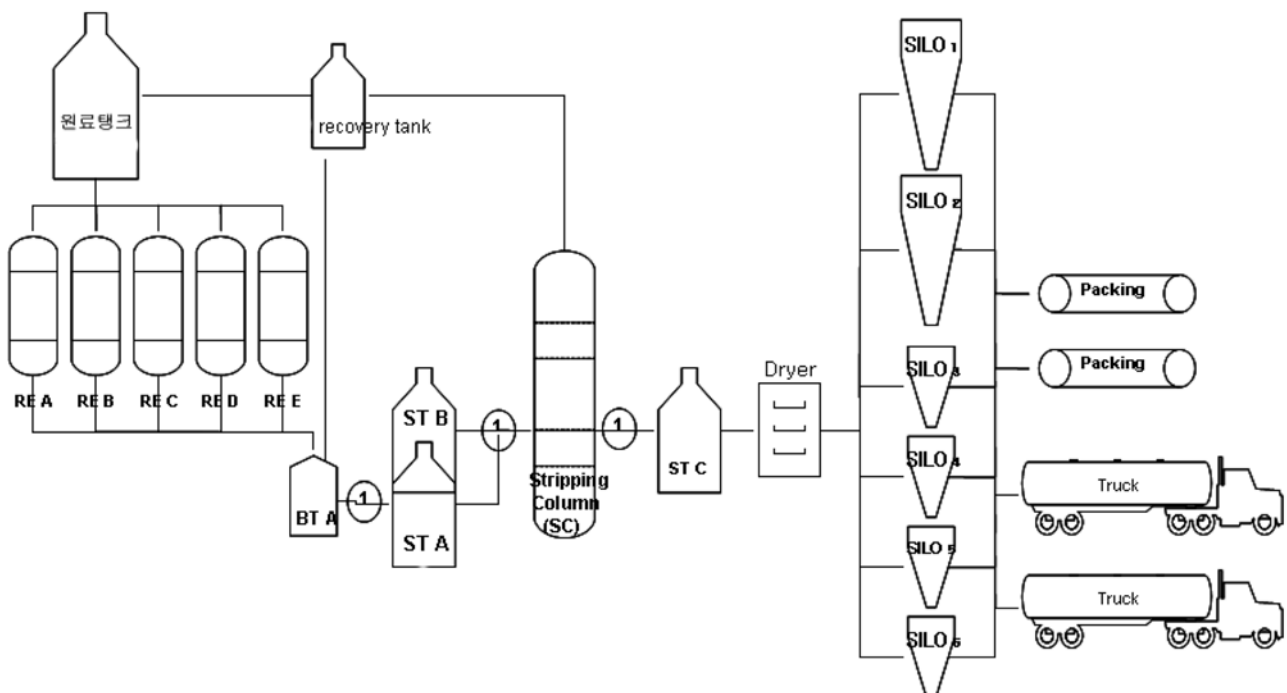 원료탱크
recovery tank
RE A
RE B
RE C
RE D
RE E
BT A
1
ST B
ST A
1
Stripping
Column
(SC)
1
ST C
Dryer
SILO 1
SILO 2
SILO 3
SILO 4
SILO 5
SILO 6
Packing
Packing
Truck
Truck